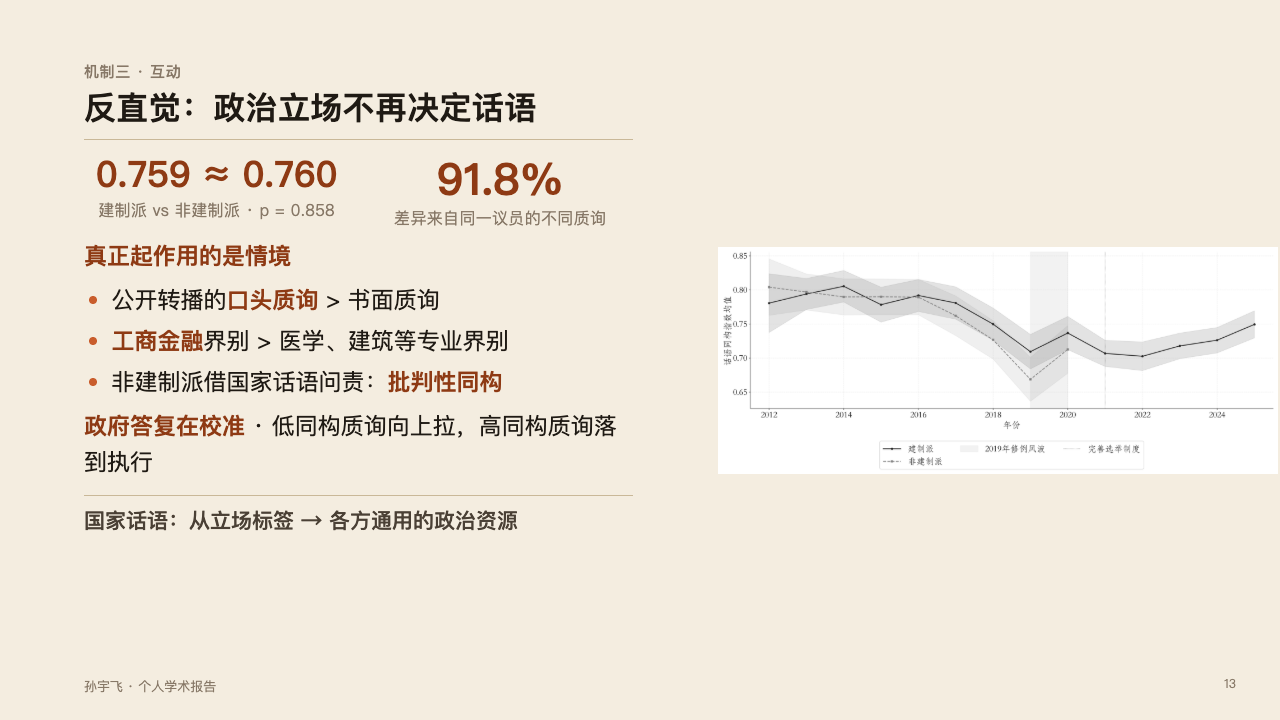 机制三 · 互动
反直觉：政治立场不再决定话语
0.759 ≈ 0.760
建制派 vs 非建制派 · p = 0.858
91.8%
差异来自同一议员的不同质询
真正起作用的是情境
• 公开转播的口头质询 > 书面质询
• 工商金融界别 > 医学、建筑等专业界别
• 非建制派借国家话语问责：批判性同构
政府答复在校准 · 低同构质询向上拉，高同构质询落
到执行
国家话语：从立场标签 → 各方通用的政治资源
话语同构指数均值
0.85
0.80
0.75
0.70
0.65
2012 2014 2016 2018 2020 2022 2024
年份
建制派 2019年修例风波 完善选举制度
非建制派
孙宇飞 · 个人学术报告
13